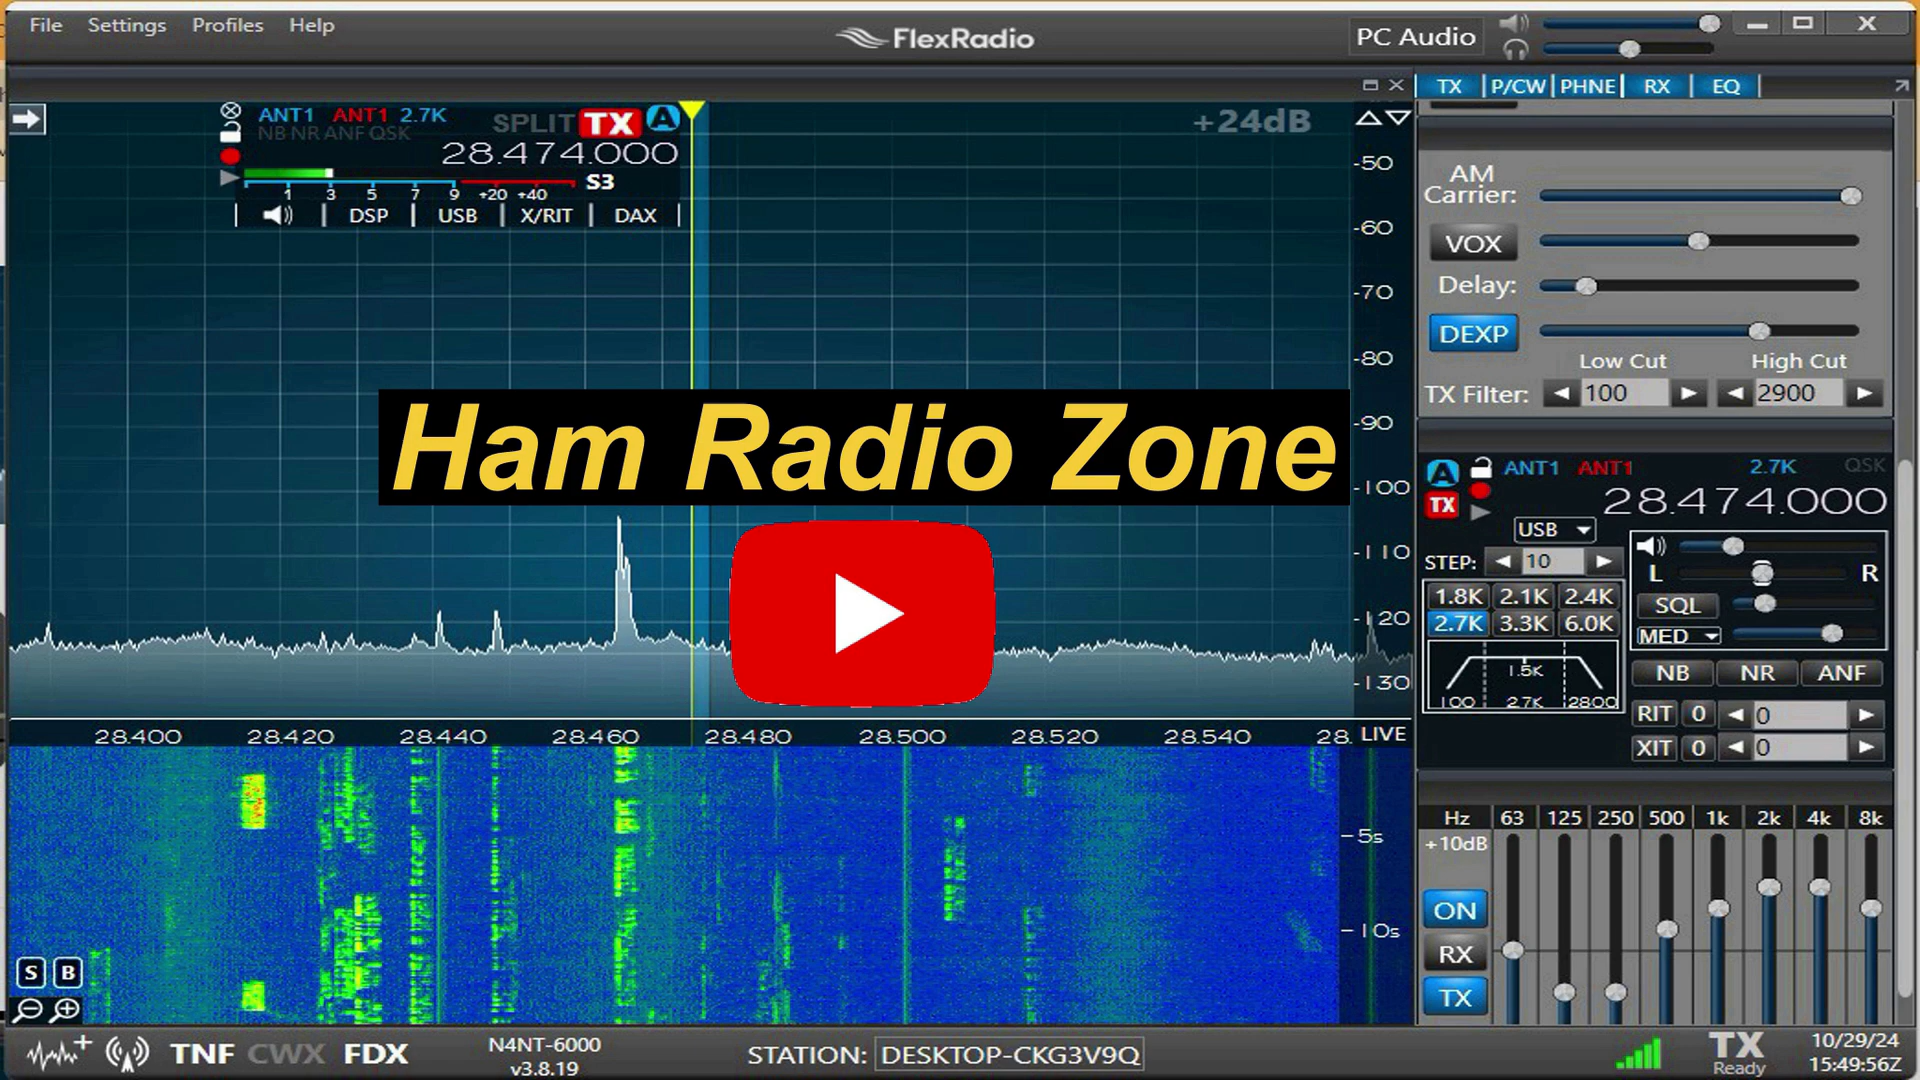 File Settings Profiles Help
FlexRadio
PC Audio
TX P/CW PHNE RX EQ
ANT1 ANT1 2.7K
NB NR ANF QSK
SPLIT TX A
28.474.000
S3
1 3 5 7 9 +20 +40
DSP USB X/RIT DAX
+24dB
-50
-60
-70
-80
-90
-100
-110
-120
-130
Ham Radio Zone
28.400 28.420 28.440 28.460 28.480 28.500 28.520 28.540 28. LIVE
5s
10s
S B
AM
Carrier:
VOX
Delay:
DEXP
Low Cut High Cut
TX Filter: 100 2900
A ANT1 ANT1 2.7K QSK
TX 28.474.000
USB
STEP: 10
L R
1.8K 2.1K 2.4K
SQL
2.7K 3.3K 6.0K
MED
1.5K
100 2.7K 2800
NB NR ANF
RIT 0 0
XIT 0 0
Hz 63 125 250 500 1k 2k 4k 8k
+10dB
ON
RX
TX
TNF CWX FDX
N4NT-6000
v3.8.19
STATION: DESKTOP-CKG3V9Q
TX
Ready
10/29/24
15:49:56Z